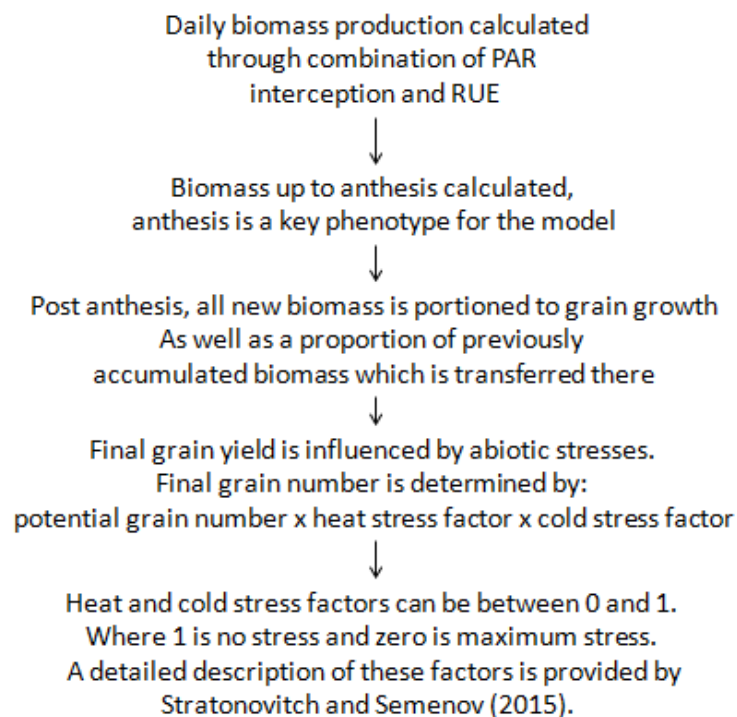 Daily biomass production calculated
through combination of PAR
interception and RUE
Biomass up to anthesis calculated,
anthesis is a key phenotype for the model
Post anthesis, all new biomass is portioned to grain growth
As well as a proportion of previously
accumulated biomass which is transferred there
Final grain yield is influenced by abiotic stresses.
Final grain number is determined by:
potential grain number x heat stress factor x cold stress factor
Heat and cold stress factors can be between 0 and 1.
Where 1 is no stress and zero is maximum stress.
A detailed description of these factors is provided by
Stratonovitch and Semenov (2015).